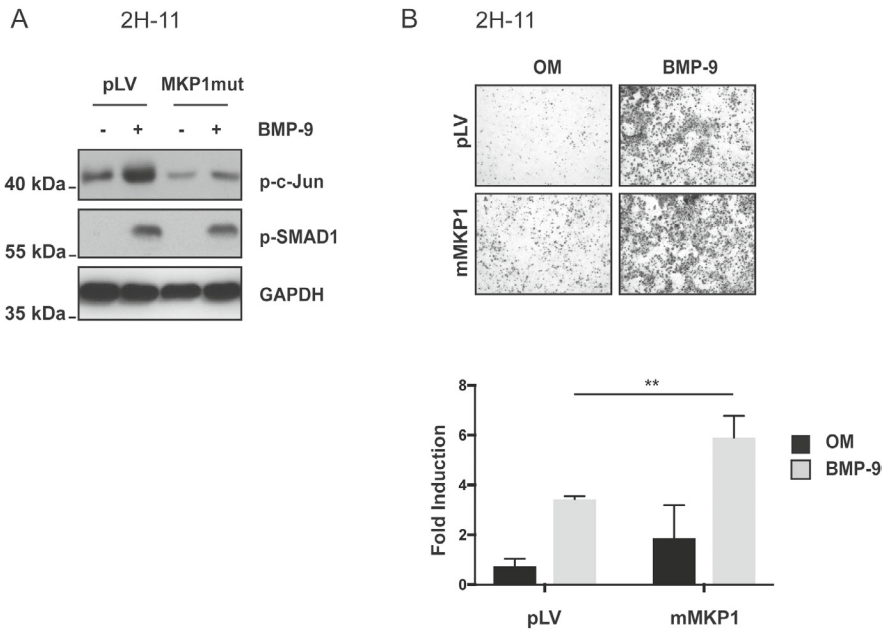 A 2H-11
pLV MKP1mut
- + - + BMP-9
40 kDa p-c-Jun
55 kDa p-SMAD1
35 kDa GAPDH
B 2H-11
OM BMP-9
pLV
mMKP1
**
8
6
4
2
0
Fold Induction
pLV mMKP1
OM
BMP-9